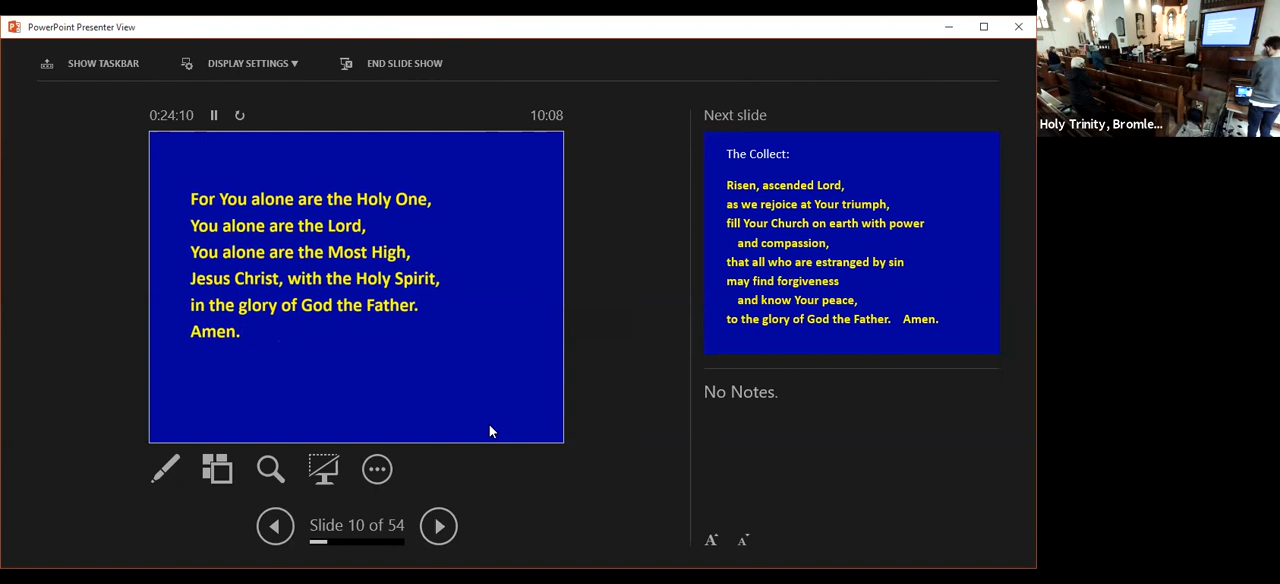 PowerPoint Presenter View
SHOW TASKBAR
DISPLAY SETTINGS ▾
END SLIDE SHOW
0:24:10
10:08
For You alone are the Holy One,
You alone are the Lord,
You alone are the Most High,
Jesus Christ, with the Holy Spirit,
in the glory of God the Father.
Amen.
Slide 10 of 54
Next slide
The Collect:
Risen, ascended Lord,
as we rejoice at Your triumph,
fill Your Church on earth with power
and compassion,
that all who are estranged by sin
may find forgiveness
and know Your peace,
to the glory of God the Father. Amen.
No Notes.
A A
Holy Trinity, Bromle...